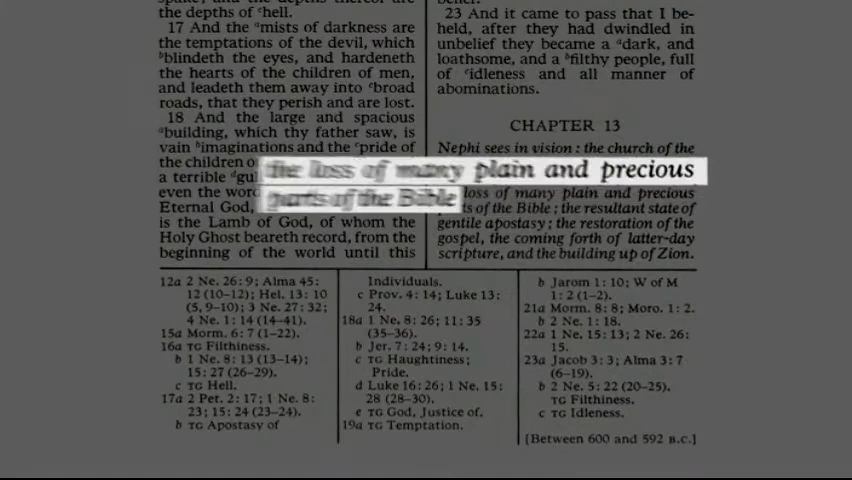 the depths of ᶜhell.
17 And the ᵃmists of darkness are
the temptations of the devil, which
ᵇblindeth the eyes, and hardeneth
the hearts of the children of men,
and leadeth them away into ᶜbroad
roads, that they perish and are lost.
18 And the large and spacious
ᵃbuilding, which thy father saw, is
vain ᵇimaginations and the ᶜpride of
the children o
a terrible
even the wor
Eternal God,
is the Lamb of God, of whom the
Holy Ghost beareth record, from the
beginning of the world until this
23 And it came to pass that I be-
held, after they had dwindled in
unbelief they became a ᵃdark, and
loathsome, and a ᵇfilthy people, full
of ᶜidleness and all manner of
abominations.
CHAPTER 13
Nephi sees in vision: the church of the
the loss of many plain and precious
parts of the Bible
loss of many plain and precious
ts of the Bible; the resultant state of
gentile apostasy; the restoration of the
gospel, the coming forth of latter-day
scripture, and the building up of Zion.
12a 2 Ne. 26:9; Alma 45:
12 (10–12); Hel. 13:10
(5, 9–10); 3 Ne. 27:32;
4 Ne. 1:14 (14–41).
15a Morm. 6:7 (1–22).
16a TG Filthiness.
b 1 Ne. 8:13 (13–14);
15:27 (26–29).
c TG Hell.
17a 2 Pet. 2:17; 1 Ne. 8:
23; 15:24 (23–24).
b TG Apostasy of
Individuals.
c Prov. 4:14; Luke 13:
24.
18a 1 Ne. 8:26; 11:35
(35–36).
b Jer. 7:24; 9:14.
c TG Haughtiness;
Pride.
d Luke 16:26; 1 Ne. 15:
28 (28–30).
e TG God, Justice of.
19a TG Temptation.
b Jarom 1:10; W of M
1:2 (1–2).
21a Morm. 8:8; Moro. 1:2.
b 2 Ne. 1:18.
22a 1 Ne. 15:13; 2 Ne. 26:
15.
23a Jacob 3:3; Alma 3:7
(6–19).
b 2 Ne. 5:22 (20–25).
TG Filthiness.
c TG Idleness.
[Between 600 and 592 B.C.]